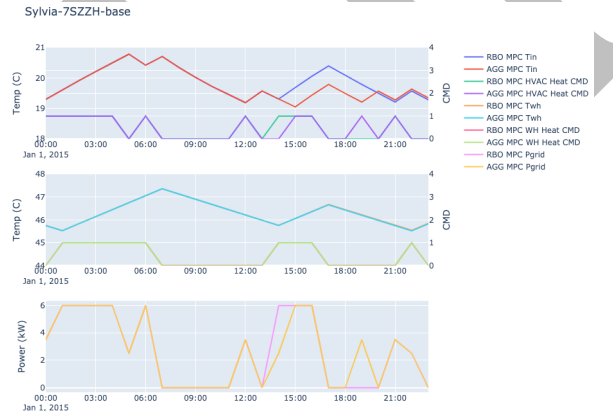 Sylvia-7SZZH-base
21
20
19
18
Temp (C)
4
3
2
1
0
CMD
00:00 03:00 06:00 09:00 12:00 15:00 18:00 21:00
Jan 1, 2015
RBO MPC Tin
AGG MPC Tin
RBO MPC HVAC Heat CMD
AGG MPC HVAC Heat CMD
RBO MPC Twh
AGG MPC Twh
RBO MPC WH Heat CMD
AGG MPC WH Heat CMD
RBO MPC Pgrid
AGG MPC Pgrid
48
47
46
45
44
Temp (C)
4
3
2
1
0
CMD
00:00 03:00 06:00 09:00 12:00 15:00 18:00 21:00
Jan 1, 2015
6
4
2
0
Power (kW)
00:00 03:00 06:00 09:00 12:00 15:00 18:00 21:00
Jan 1, 2015